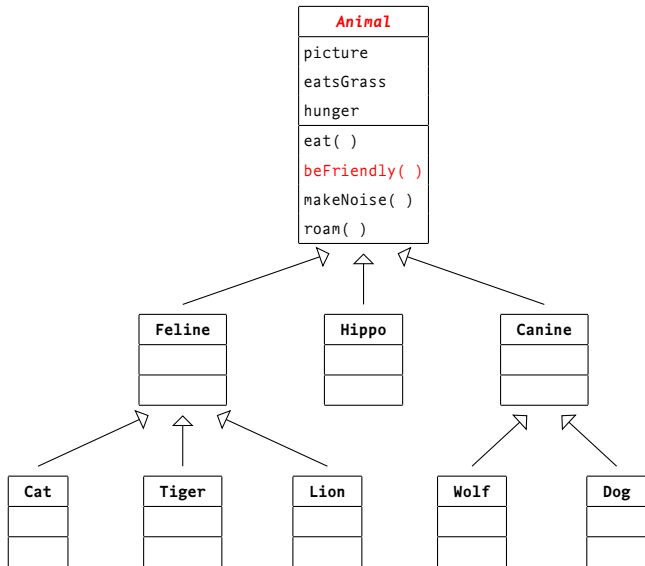 Animal
picture
eatsGrass
hunger
eat( )
beFriendly( )
makeNoise( )
roam( )
Feline
Hippo
Canine
Cat
Tiger
Lion
Wolf
Dog